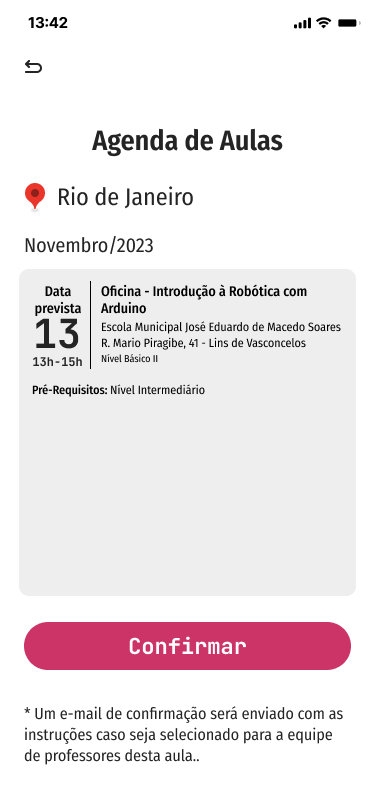 13:42
Agenda de Aulas
Rio de Janeiro
Novembro/2023
Data
prevista
13
13h-15h
Oficina - Introdução à Robótica com
Arduino
Escola Municipal José Eduardo de Macedo Soares
R. Mario Piragibe, 41 - Lins de Vasconcelos
Nível Básico II
Pré-Requisitos: Nível Intermediário
Confirmar
* Um e-mail de confirmação será enviado com as
instruções caso seja selecionado para a equipe
de professores desta aula..